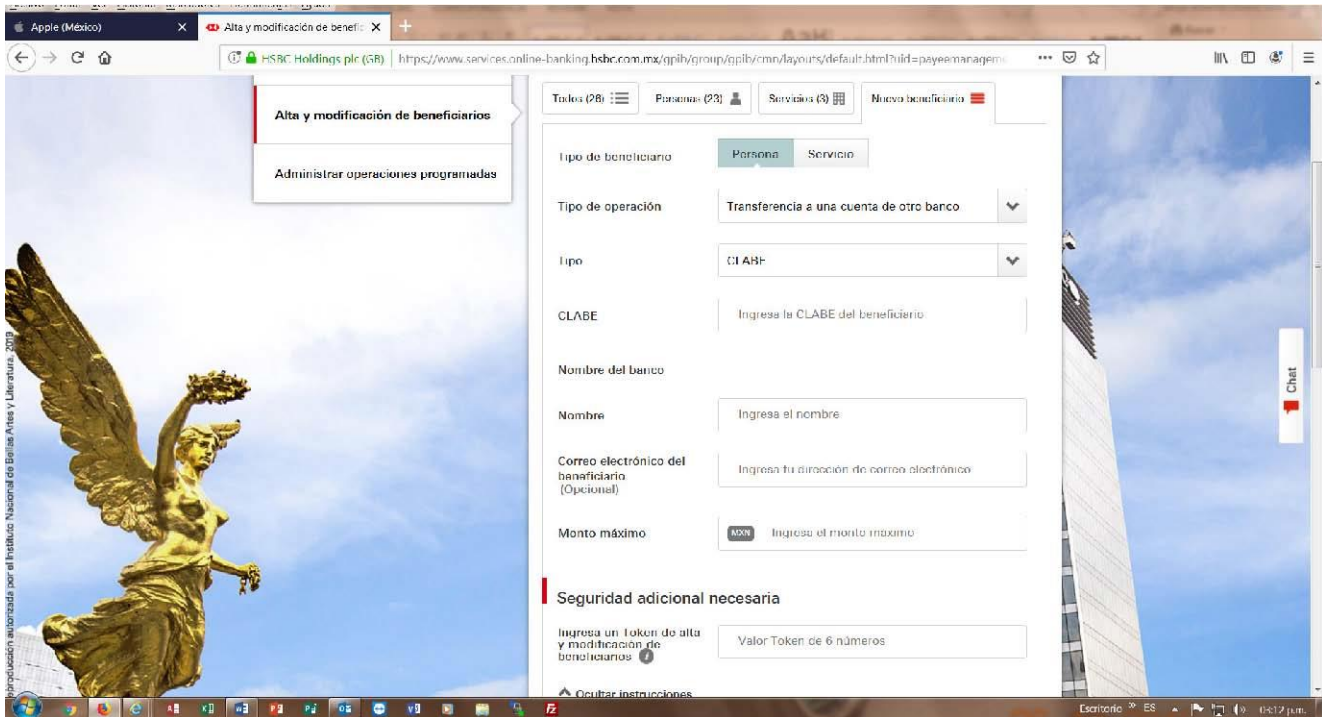 Apple (México)
Alta y modificación de benefic
HSBC Holdings plc (GB)
https://www.services.online-banking.hsbc.com.mx/gpib/group/gpib/cmn/layouts/default.html?uid=payeemanageme
Alta y modificación de beneficiarios
Administrar operaciones programadas
Todos (26)
Personas (23)
Servicios (3)
Nuevo beneficiario
Tipo de beneficiario
Persona
Servicio
Tipo de operación
Transferencia a una cuenta de otro banco
Tipo
CLABE
CLABE
Ingresa la CLABE del beneficiario
Nombre del banco
Nombre
Ingresa el nombre
Correo electrónico del
beneficiario
(Opcional)
Ingresa tu dirección de correo electrónico
Monto máximo
MXN
Ingresa el monto máximo
Seguridad adicional necesaria
Ingresa un Token de alta
y modificación de
beneficiarios
Valor Token de 6 números
Ocultar instrucciones
Chat
eproducción autorizada por el Instituto Nacional de Bellas Artes y Literatura, 2019
Escritorio
ES
03:12 p.m.